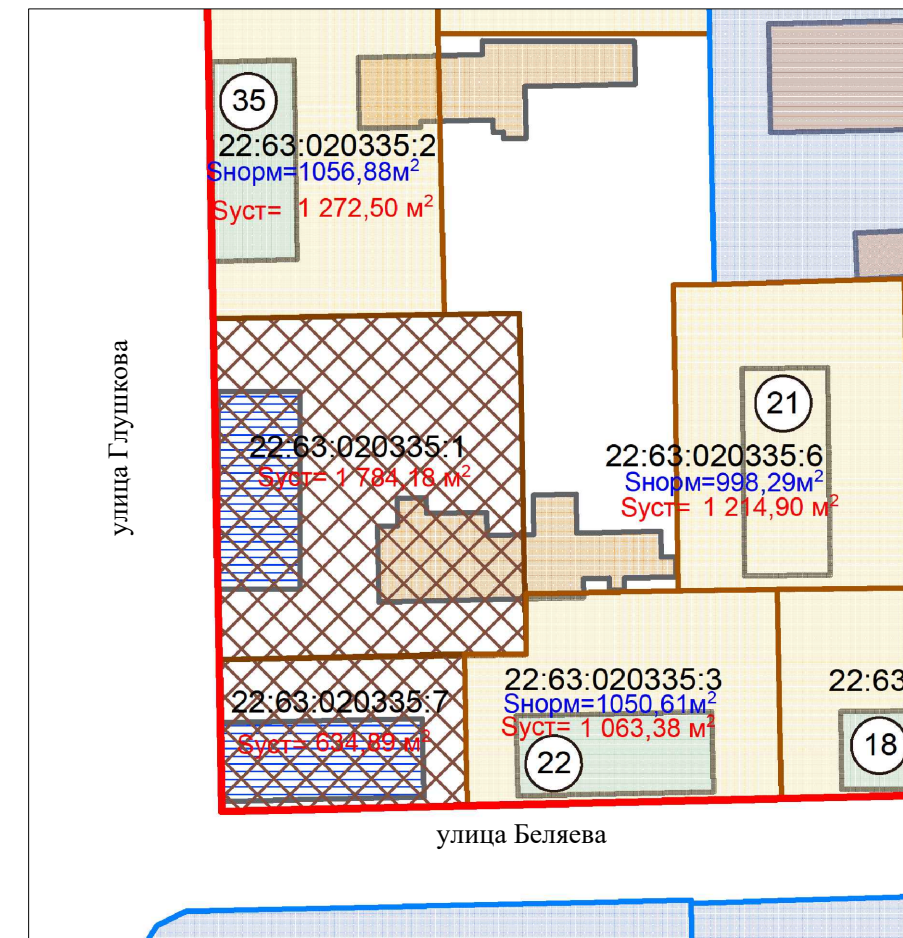 35
22:63:020335:2
Sнорм=1056,88м²
Sуст= 1 272,50 м²
улица Глушкова
21
22:63:020335:1
Sуст= 1 784,18 м²
22:63:020335:6
Sнорм=998,29м²
Sуст= 1 214,90 м²
22:63:020335:7
Sуст= 634,89 м²
22:63:020335:3
Sнорм=1050,61м²
Sуст= 1 063,38 м²
22
22:63
18
улица Беляева